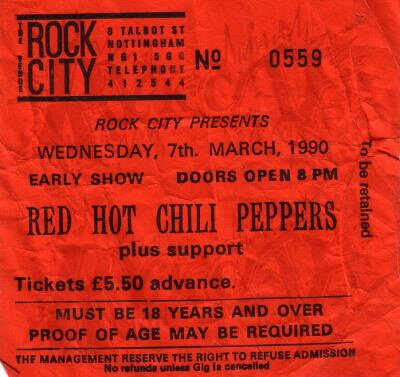 THE VENUE
ROCK CITY
8 TALBOT ST
NOTTINGHAM
NG1 5GG
TELEPHONE
412544
No 0559
ROCK CITY PRESENTS
WEDNESDAY, 7th. MARCH, 1990
EARLY SHOW DOORS OPEN 8 PM
RED HOT CHILI PEPPERS
plus support
Tickets £5.50 advance.
MUST BE 18 YEARS AND OVER
PROOF OF AGE MAY BE REQUIRED
THE MANAGEMENT RESERVE THE RIGHT TO REFUSE ADMISSION
No refunds unless Gig is cancelled
To be retained